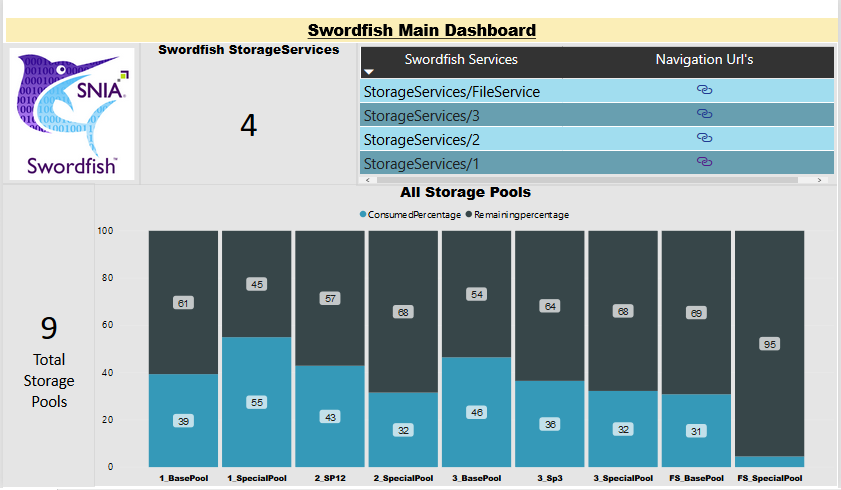 Swordfish Main Dashboard
SNIA
Swordfish™
Swordfish StorageServices
4
Swordfish Services Navigation Url's
StorageServices/FileService
StorageServices/3
StorageServices/2
StorageServices/1
All Storage Pools
ConsumedPercentage Remainingpercentage
9
Total
Storage
Pools
100
80
60
40
20
0
61 45 57 68 54 64 68 69 95
39 55 43 32 46 36 32 31
1_BasePool 1_SpecialPool 2_SP12 2_SpecialPool 3_BasePool 3_Sp3 3_SpecialPool FS_BasePool FS_SpecialPool